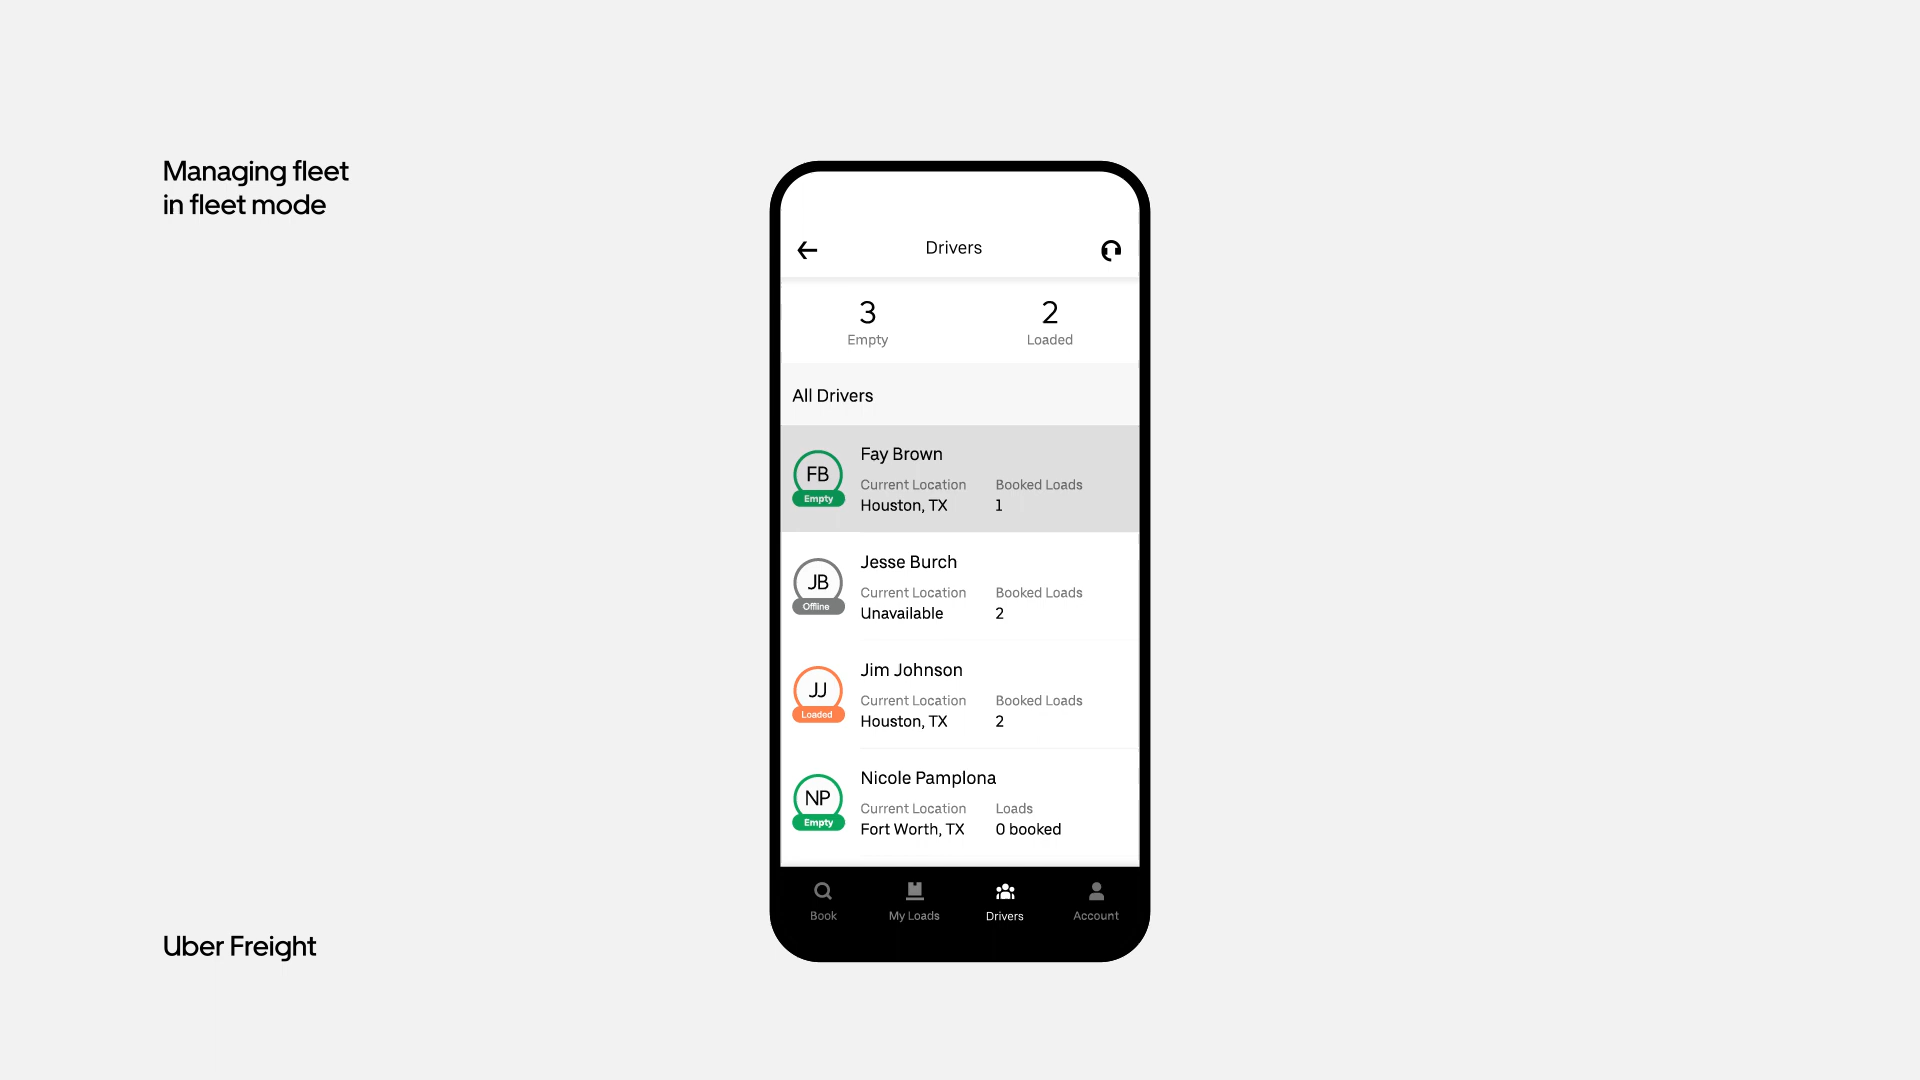 Managing fleet
in fleet mode
Drivers
3
Empty
2
Loaded
All Drivers
FB
Empty
Fay Brown
Current Location
Booked Loads
Houston, TX
1
JB
Offline
Jesse Burch
Current Location
Booked Loads
Unavailable
2
JJ
Loaded
Jim Johnson
Current Location
Booked Loads
Houston, TX
2
NP
Empty
Nicole Pamplona
Current Location
Loads
Fort Worth, TX
0 booked
Book
My Loads
Drivers
Account
Uber Freight